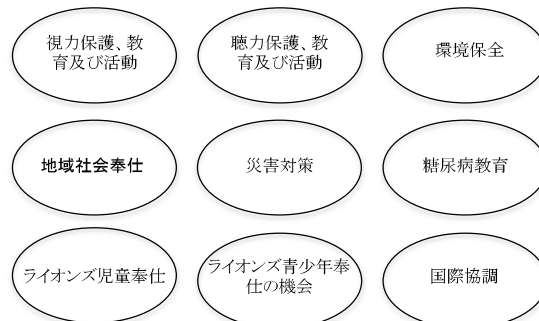 視力保護、教
育及び活動
聴力保護、教
育及び活動
環境保全
地域社会奉仕
災害対策
糖尿病教育
ライオンズ児童奉仕
ライオンズ青少年奉
仕の機会
国際協調